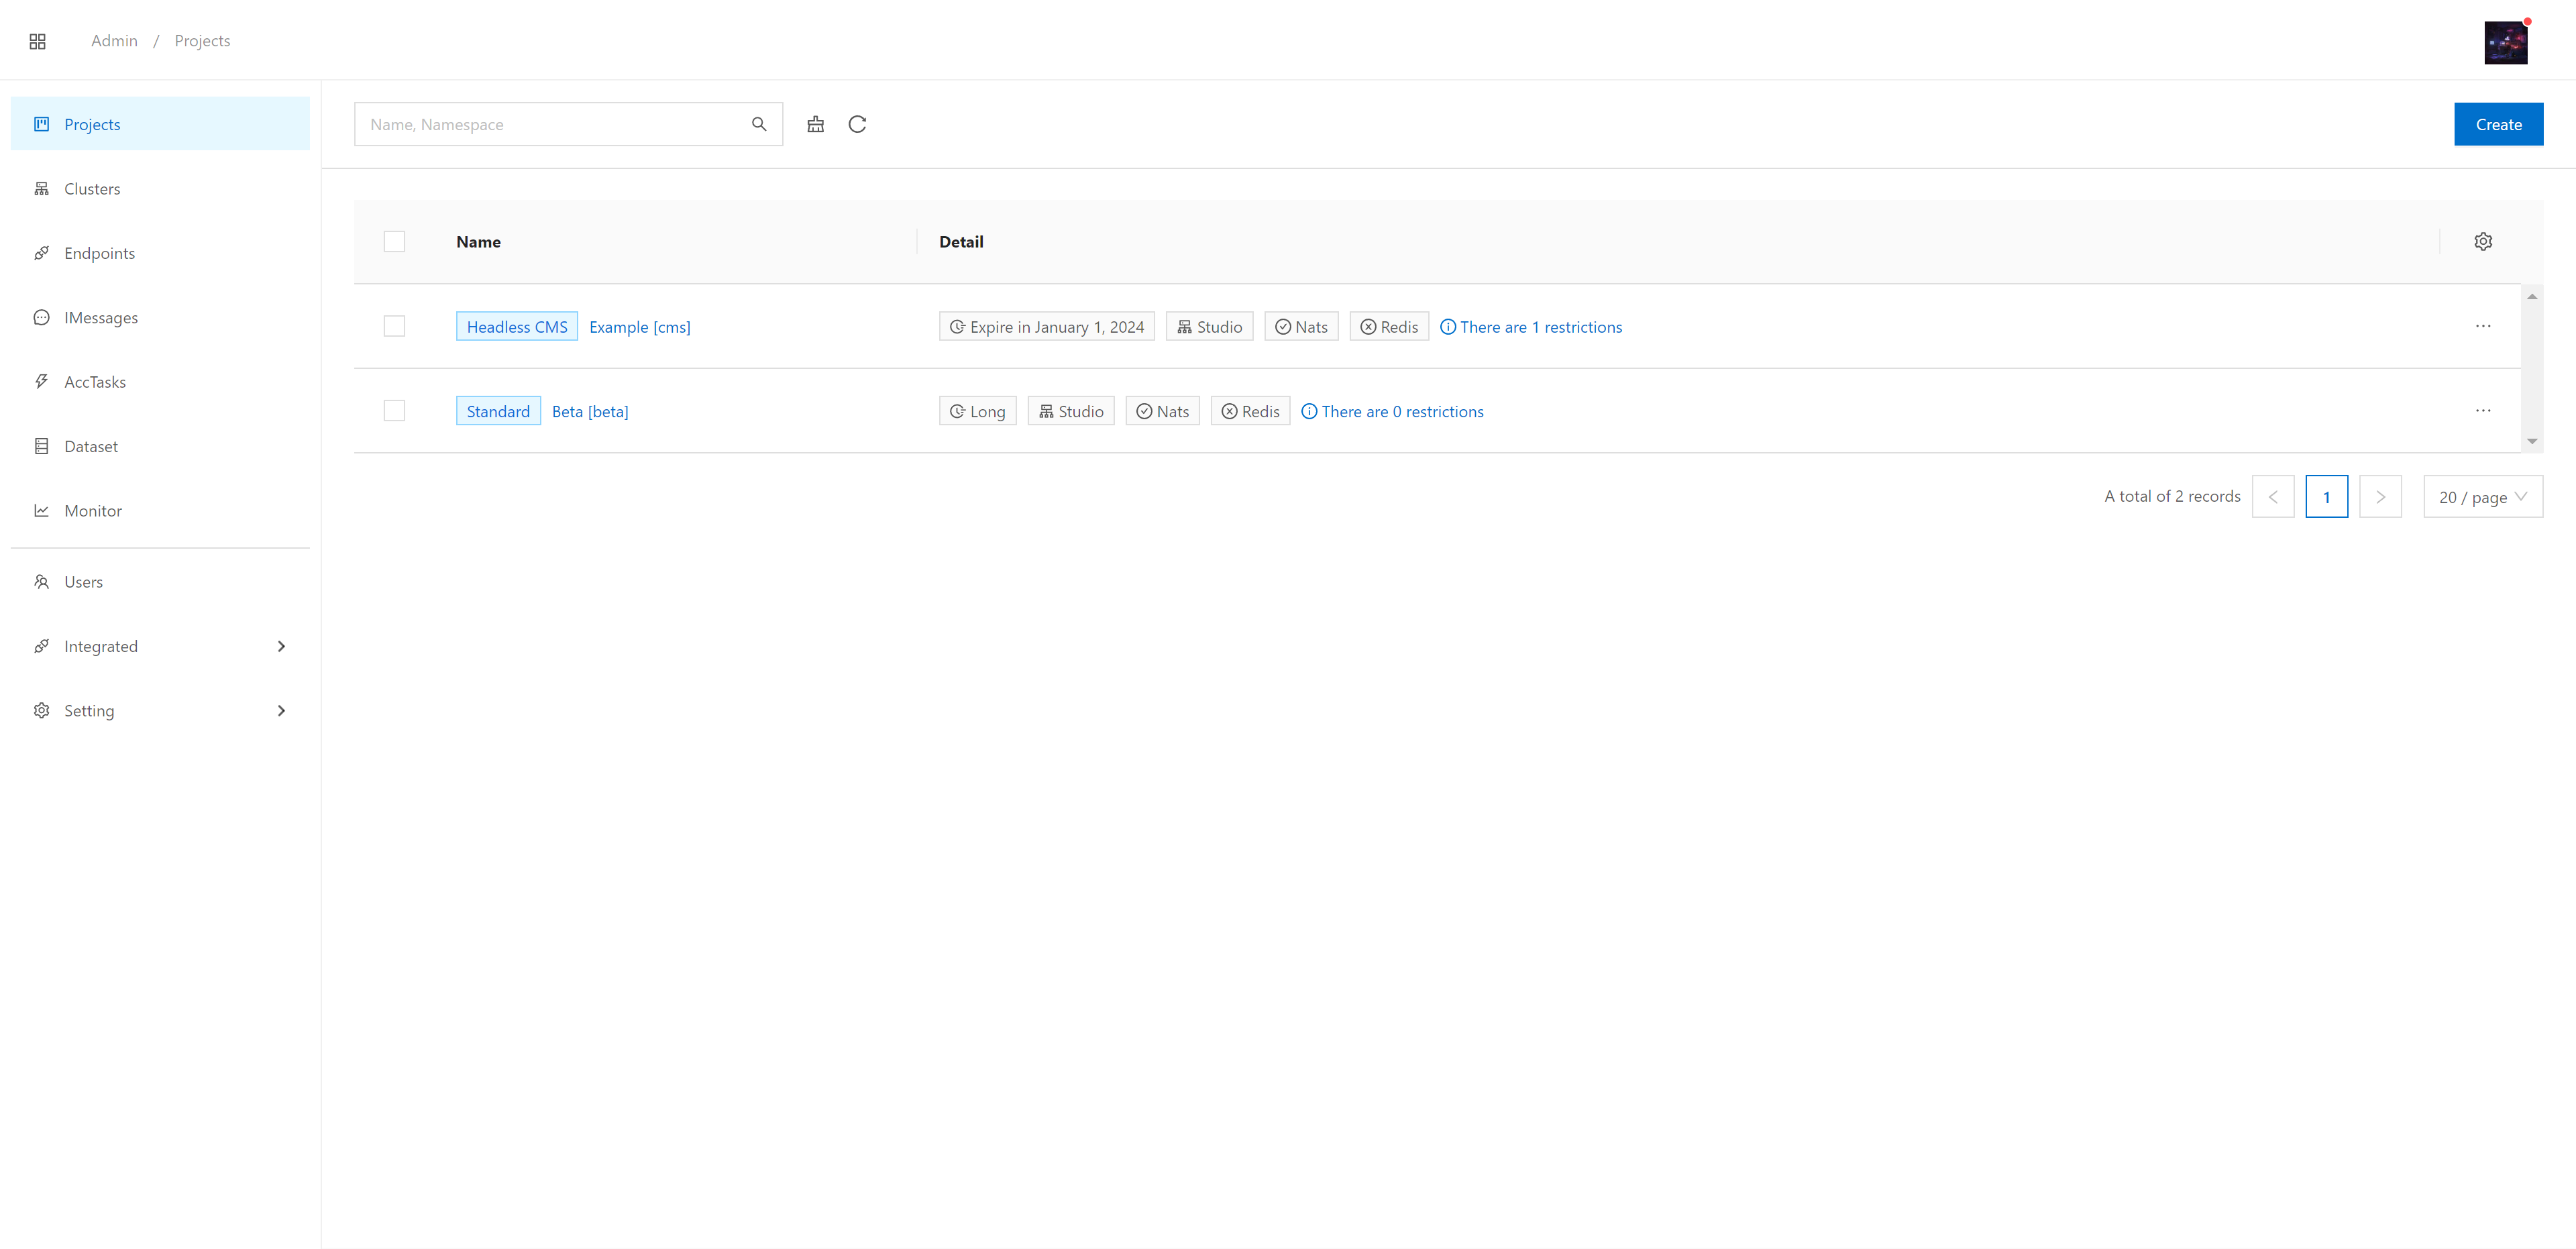 Admin / Projects
Projects
Clusters
Endpoints
IMessages
AccTasks
Dataset
Monitor
Users
Integrated
Setting
Name, Namespace
Create
Name Detail
Headless CMS Example [cms] Expire in January 1, 2024 Studio Nats Redis There are 1 restrictions
Standard Beta [beta] Long Studio Nats Redis There are 0 restrictions
A total of 2 records 1 20 / page